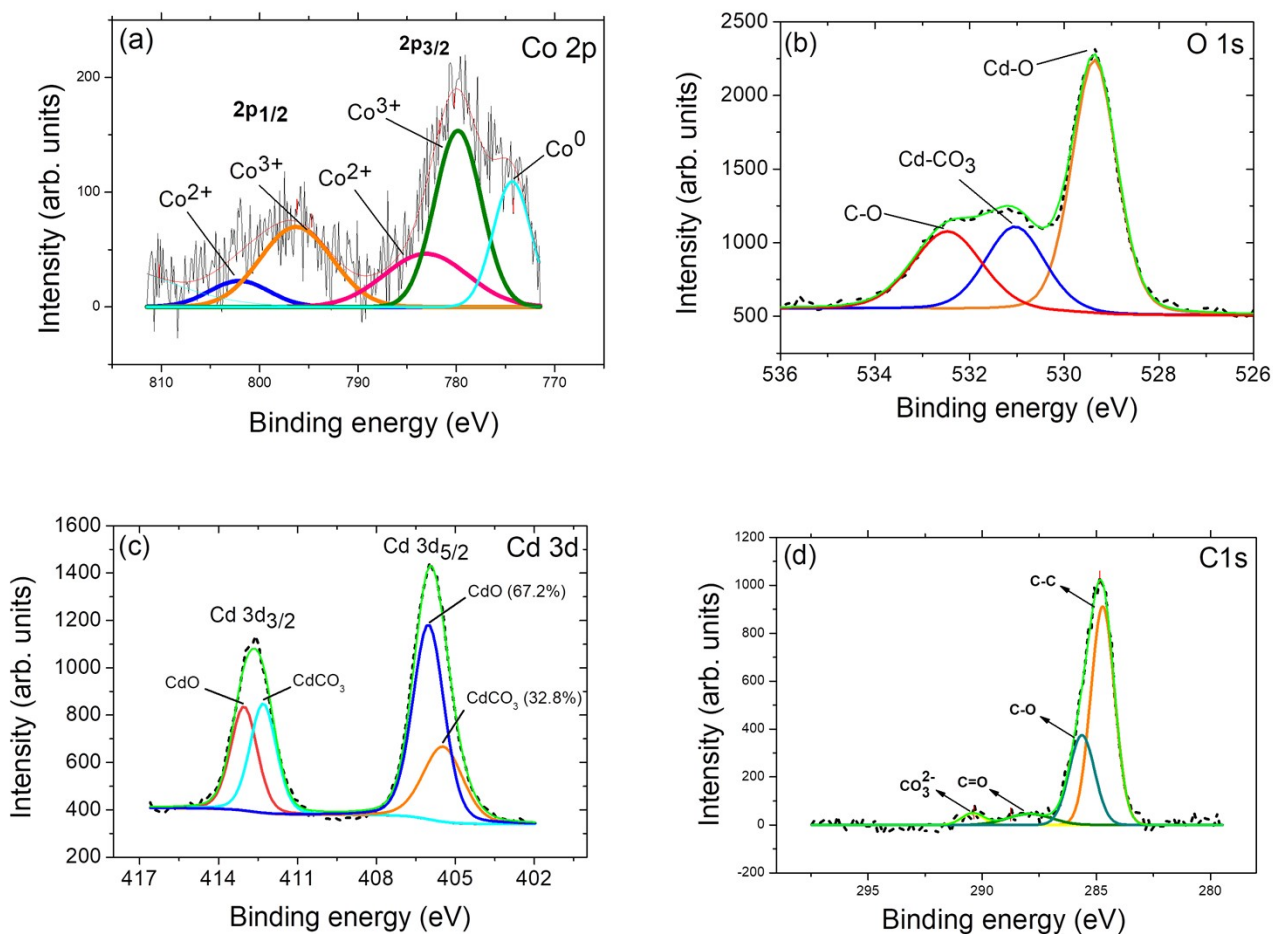 (a)
Co 2p
2p3/2
2p1/2
Co3+
Co0
Co3+
Co2+
Co2+
200
100
0
810
800
790
780
770
Intensity (arb. units)
Binding energy (eV)
(b)
O 1s
Cd-O
Cd-CO3
C-O
2500
2250
2000
1750
1500
1250
1000
750
500
536
534
532
530
528
526
Intensity (arb. units)
Binding energy (eV)
(c)
Cd 3d
Cd 3d5/2
CdO (67.2%)
Cd 3d3/2
CdO
CdCO3
CdCO3 (32.8%)
1600
1400
1200
1000
800
600
400
200
417
414
411
408
405
402
Intensity (arb. units)
Binding energy (eV)
(d)
C1s
C-C
C-O
C=O
CO32-
1000
800
600
400
200
0
-200
295
290
285
280
Intensity (arb. units)
Binding energy (eV)